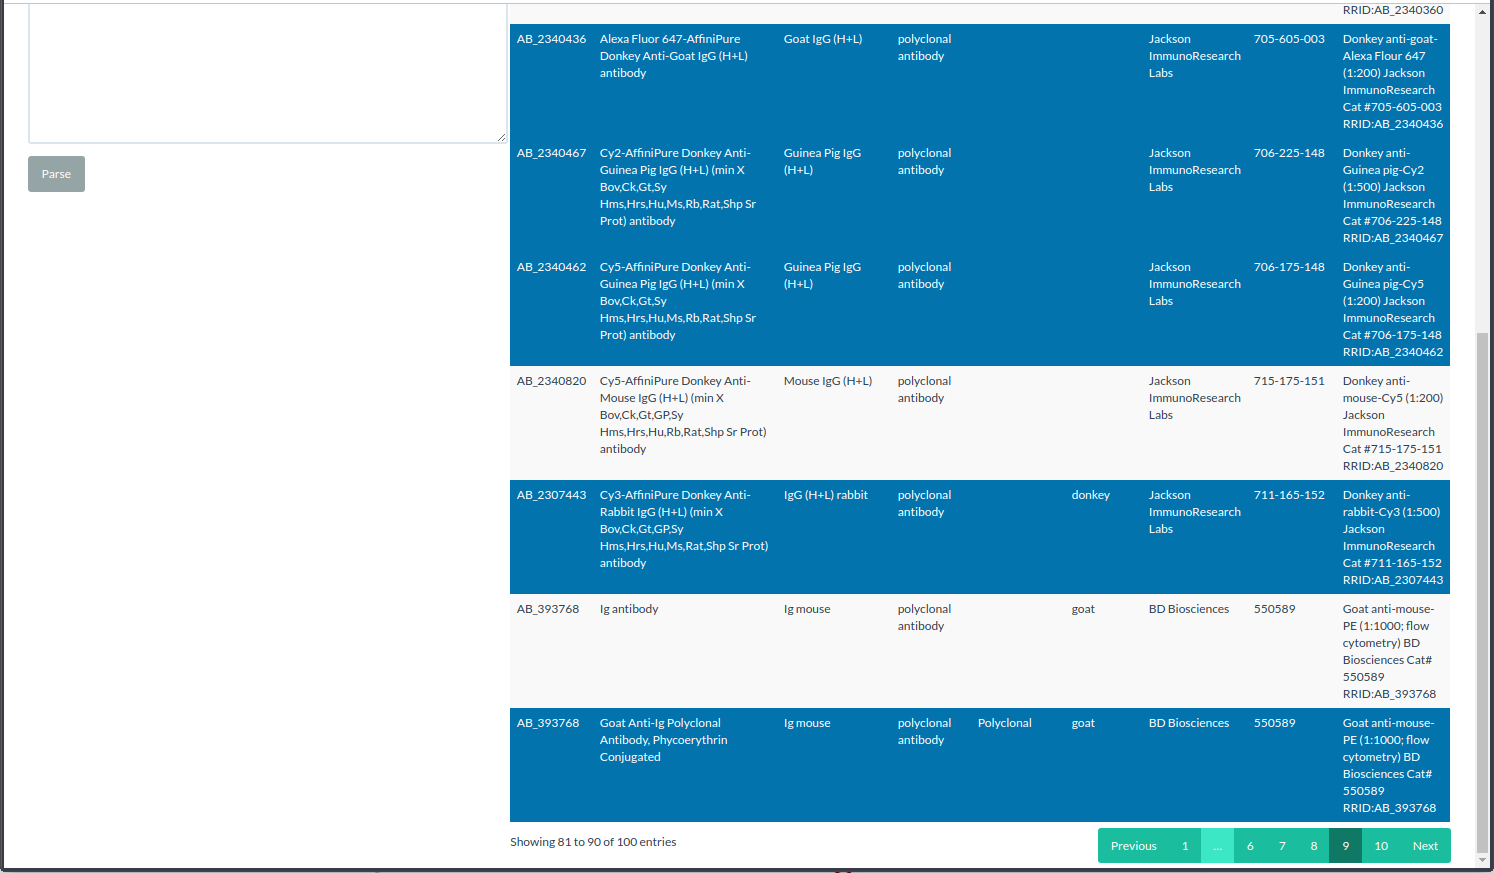 RRID:AB_2340360
AB_2340436 Alexa Fluor 647-AffiniPure Goat IgG (H+L) polyclonal Jackson 705-605-003 Donkey anti-goat-
Donkey Anti-Goat IgG (H+L) antibody ImmunoResearch Alexa Flour 647
antibody Labs (1:200) Jackson
ImmunoResearch
Cat #705-605-003
RRID:AB_2340436
AB_2340467 Cy2-AffiniPure Donkey Anti- Guinea Pig IgG polyclonal Jackson 706-225-148 Donkey anti-
Guinea Pig IgG (H+L) (min X (H+L) antibody ImmunoResearch Guinea pig-Cy2
Bov,Ck,Gt,Sy Labs (1:500) Jackson
Hms,Hrs,Hu,Ms,Rb,Rat,Shp Sr ImmunoResearch
Prot) antibody Cat #706-225-148
Parse
RRID:AB_2340467
AB_2340462 Cy5-AffiniPure Donkey Anti- Guinea Pig IgG polyclonal Jackson 706-175-148 Donkey anti-
Guinea Pig IgG (H+L) (min X (H+L) antibody ImmunoResearch Guinea pig-Cy5
Bov,Ck,Gt,Sy Labs (1:200) Jackson
Hms,Hrs,Hu,Ms,Rb,Rat,Shp Sr ImmunoResearch
Prot) antibody Cat #706-175-148
RRID:AB_2340462
AB_2340820 Cy5-AffiniPure Donkey Anti- Mouse IgG (H+L) polyclonal Jackson 715-175-151 Donkey anti-
Mouse IgG (H+L) (min X antibody ImmunoResearch mouse-Cy5 (1:200)
Bov,Ck,Gt,GP,Sy Labs Jackson
Hms,Hrs,Hu,Rb,Rat,Shp Sr Prot) ImmunoResearch
antibody Cat #715-175-151
RRID:AB_2340820
AB_2307443 Cy3-AffiniPure Donkey Anti- IgG (H+L) rabbit polyclonal donkey Jackson 711-165-152 Donkey anti-
Rabbit IgG (H+L) (min X antibody ImmunoResearch rabbit-Cy3 (1:500)
Bov,Ck,Gt,GP,Sy Labs Jackson
Hms,Hrs,Hu,Ms,Rat,Shp Sr Prot) ImmunoResearch
antibody Cat #711-165-152
RRID:AB_2307443
AB_393768 Ig antibody Ig mouse polyclonal goat BD Biosciences 550589 Goat anti-mouse-
antibody PE (1:1000; flow
cytometry) BD
Biosciences Cat#
550589
RRID:AB_393768
AB_393768 Goat Anti-Ig Polyclonal Ig mouse polyclonal Polyclonal goat BD Biosciences 550589 Goat anti-mouse-
Antibody, Phycoerythrin antibody PE (1:1000; flow
Conjugated cytometry) BD
Biosciences Cat#
550589
RRID:AB_393768
Showing 81 to 90 of 100 entries
Previous 1 ... 6 7 8 9 10 Next